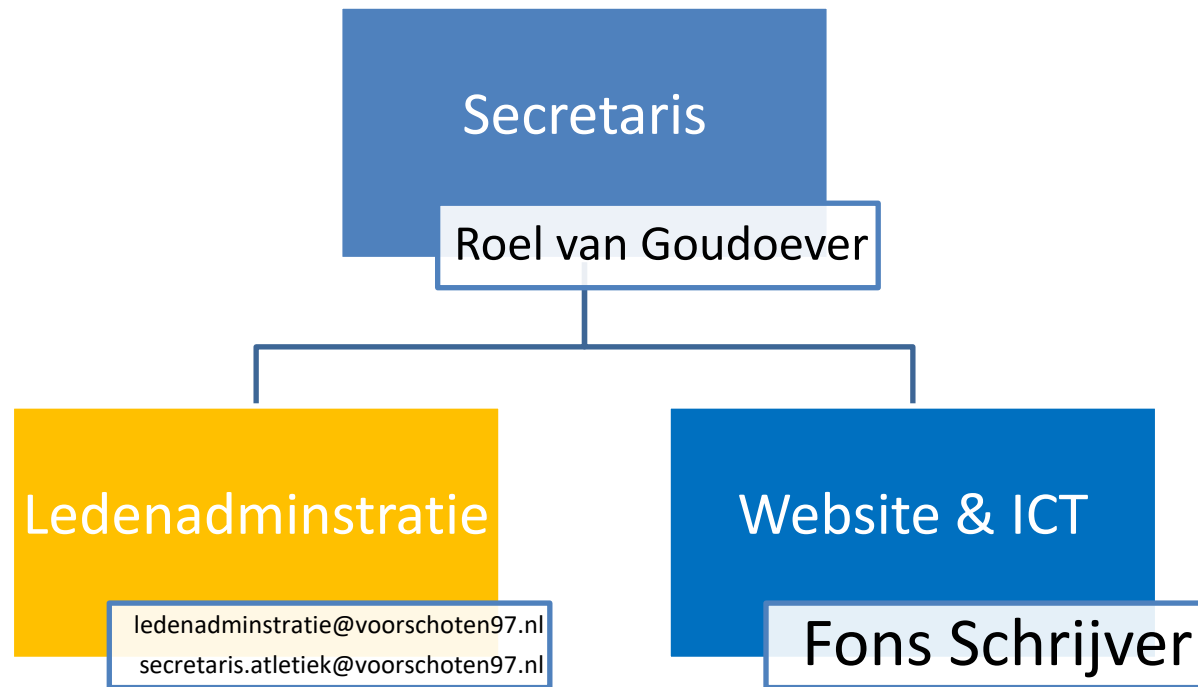 Secretaris
Roel van Goudoever
Ledenadminstratie
ledenadminstratie@voorschoten97.nl
secretaris.atletiek@voorschoten97.nl
Website & ICT
Fons Schrijver